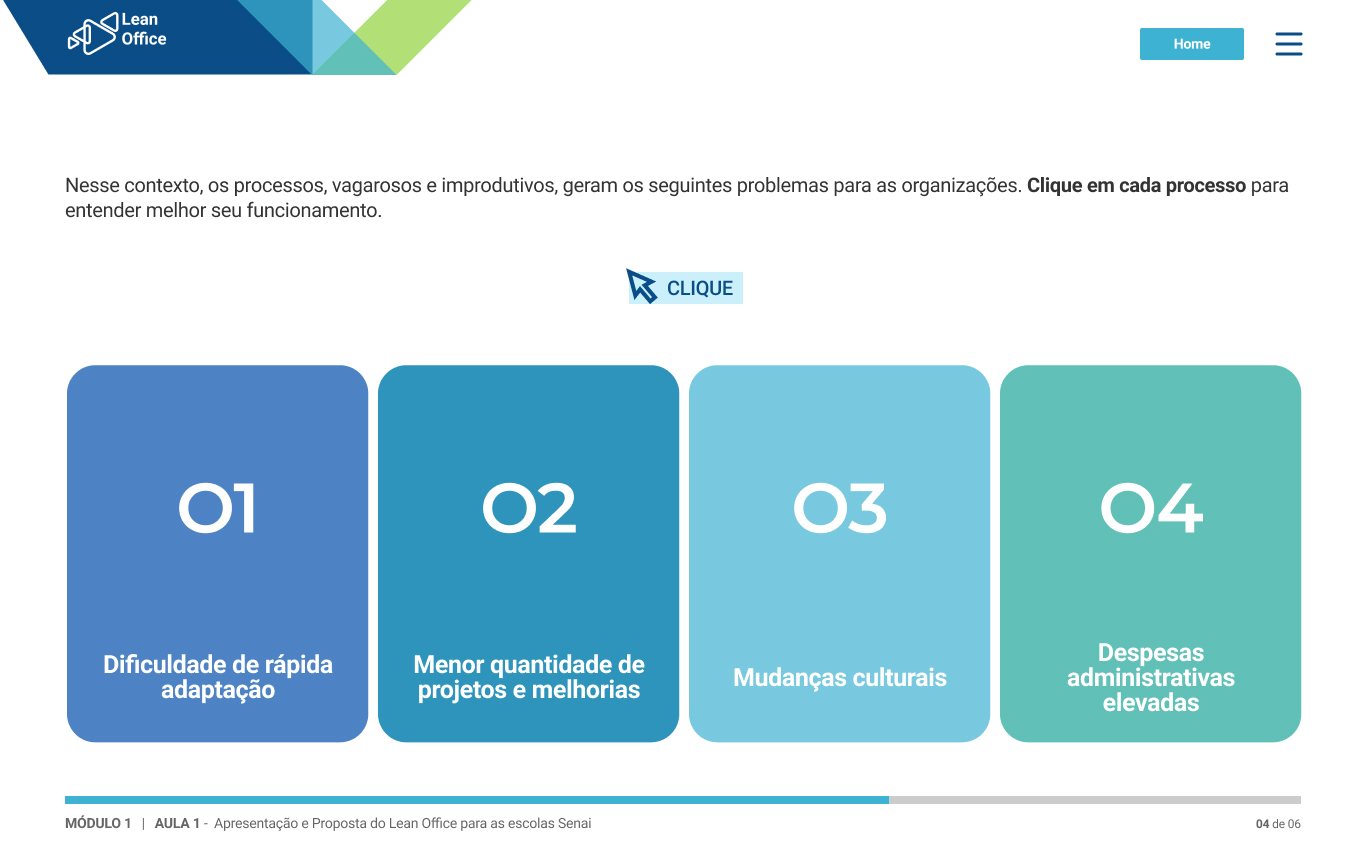 Lean
Office
Home
Nesse contexto, os processos, vagarosos e improdutivos, geram os seguintes problemas para as organizações. Clique em cada processo para
entender melhor seu funcionamento.
CLIQUE
01
Dificuldade de rápida
adaptação
02
Menor quantidade de
projetos e melhorias
03
Mudanças culturais
04
Despesas
administrativas
elevadas
MÓDULO 1 | AULA 1 - Apresentação e Proposta do Lean Office para as escolas Senai
04 de 06